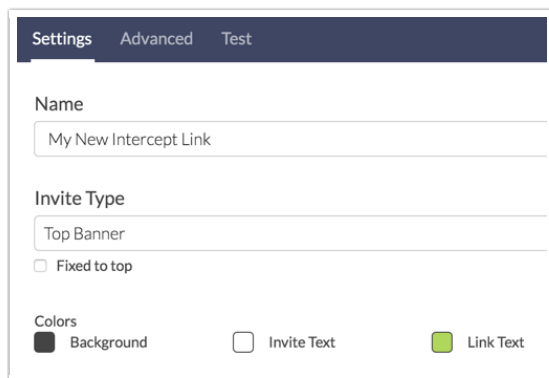 Settings Advanced Test
Name
My New Intercept Link
Invite Type
Top Banner
Fixed to top
Colors
Background Invite Text Link Text